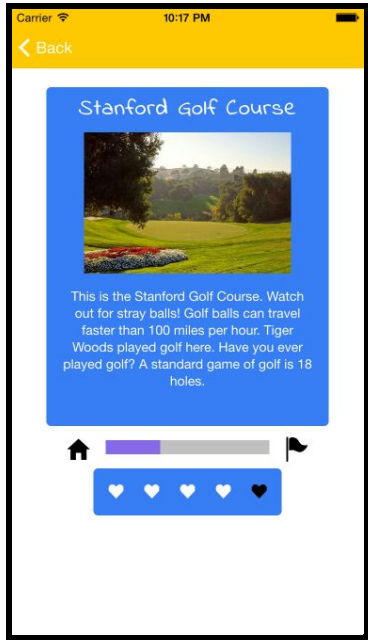 Carrier 10:17 PM
Back
Stanford Golf Course
This is the Stanford Golf Course. Watch
out for stray balls! Golf balls can travel
faster than 100 miles per hour. Tiger
Woods played golf here. Have you ever
played golf? A standard game of golf is 18
holes.